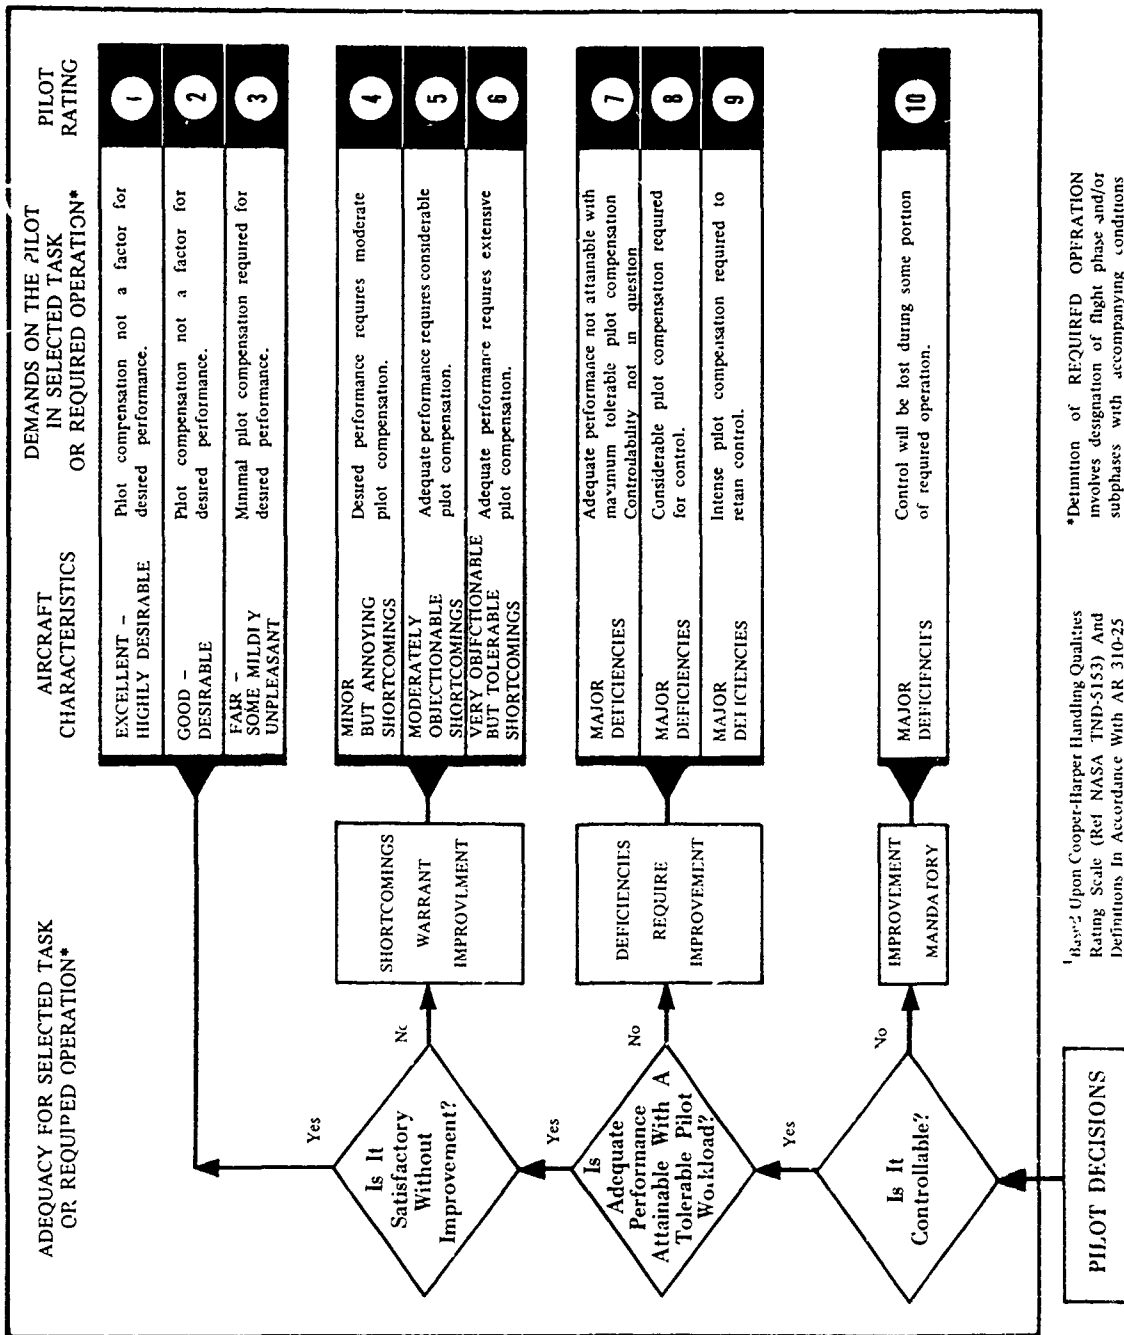 ADEQUACY FOR SELECTED TASK
OR REQUIRED OPERATION*
AIRCRAFT
CHARACTERISTICS
DEMANDS ON THE PILOT
IN SELECTED TASK
OR REQUIRED OPERATION*
PILOT
RATING
EXCELLENT –
HIGHLY DESIRABLE
Pilot compensation not a factor for
desired performance.
1
GOOD –
DESIRABLE
Pilot compensation not a factor for
desired performance.
2
FAIR –
SOME MILDLY
UNPLEASANT
Minimal pilot compensation required for
desired performance.
3
Yes
Is It
Satisfactory
Without
Improvement?
No
SHORTCOMINGS
WARRANT
IMPROVEMENT
MINOR
BUT ANNOYING
SHORTCOMINGS
Desired performance requires moderate
pilot compensation.
4
MODERATELY
OBJECTIONABLE
SHORTCOMINGS
Adequate performance requires considerable
pilot compensation.
5
VERY OBJECTIONABLE
BUT TOLERABLE
SHORTCOMINGS
Adequate performance requires extensive
pilot compensation.
6
Yes
Is
Adequate
Performance
Attainable With A
Tolerable Pilot
Workload?
No
DEFICIENCIES
REQUIRE
IMPROVEMENT
MAJOR
DEFICIENCIES
Adequate performance not attainable with
maximum tolerable pilot compensation
Controllability not in question
7
MAJOR
DEFICIENCIES
Considerable pilot compensation required
for control.
8
MAJOR
DEFICIENCIES
Intense pilot compensation required to
retain control.
9
Yes
Is It
Controllable?
No
IMPROVEMENT
MANDATORY
MAJOR
DEFICIENCIES
Control will be lost during some portion
of required operation.
10
PILOT DECISIONS
¹Based Upon Cooper-Harper Handling Qualities
Rating Scale (Ref NASA TND-5153) And
Definitions In Accordance With AR 310-25
*Definition of REQUIRED OPERATION
involves designation of flight phase and/or
subphases with accompanying conditions